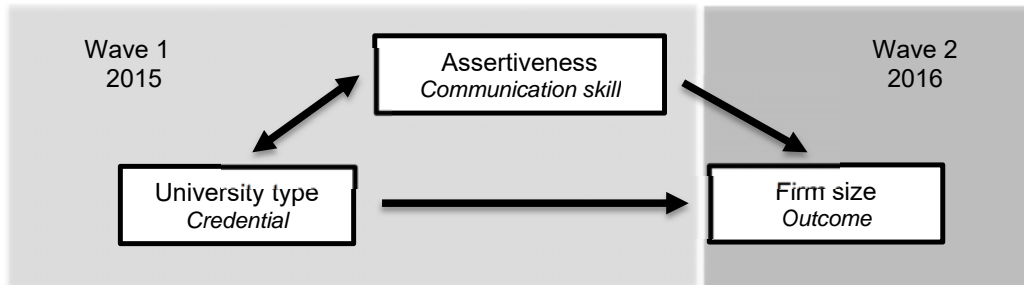 Wave 1
2015
Assertiveness
Communication skill
Wave 2
2016
University type
Credential
Firm size
Outcome